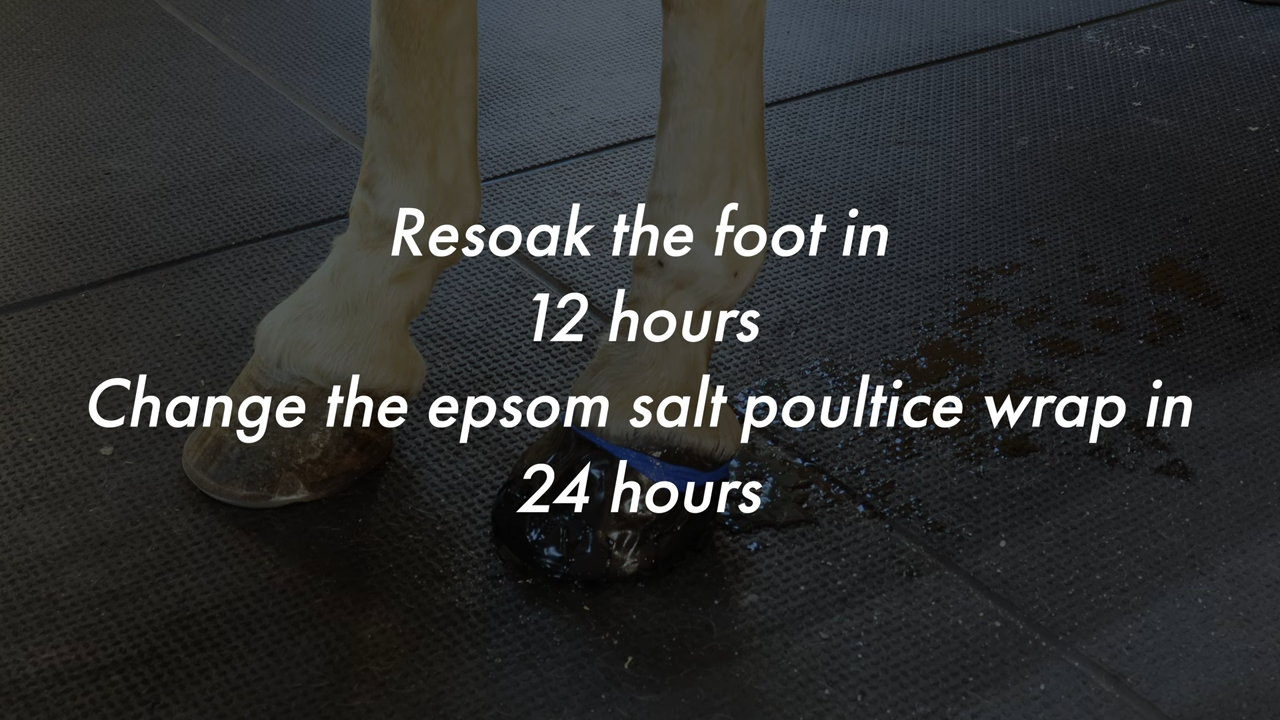 Resoak the foot in
12 hours
Change the epsom salt poultice wrap in
24 hours